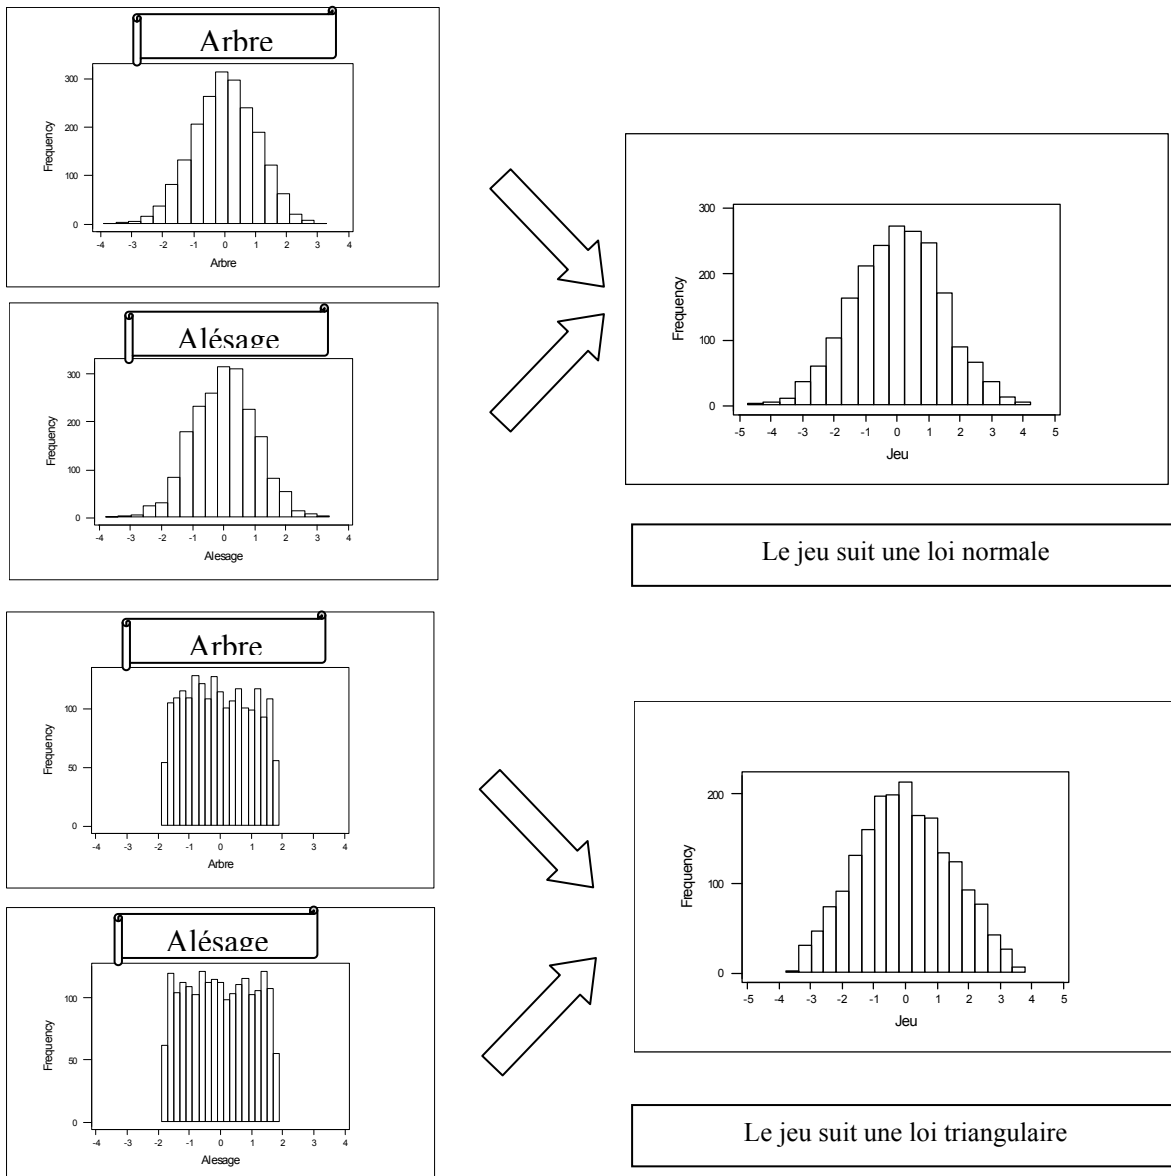 Arbre
Frequency
300
200
100
0
-4 -3 -2 -1 0 1 2 3 4
Arbre
Alésage
Frequency
300
200
100
0
-4 -3 -2 -1 0 1 2 3 4
Alesage
Frequency
300
200
100
0
-5 -4 -3 -2 -1 0 1 2 3 4 5
Jeu
Le jeu suit une loi normale
Arbre
Frequency
100
50
0
-4 -3 -2 -1 0 1 2 3 4
Arbre
Alésage
Frequency
100
50
0
-4 -3 -2 -1 0 1 2 3 4
Alesage
Frequency
200
100
0
-5 -4 -3 -2 -1 0 1 2 3 4 5
Jeu
Le jeu suit une loi triangulaire